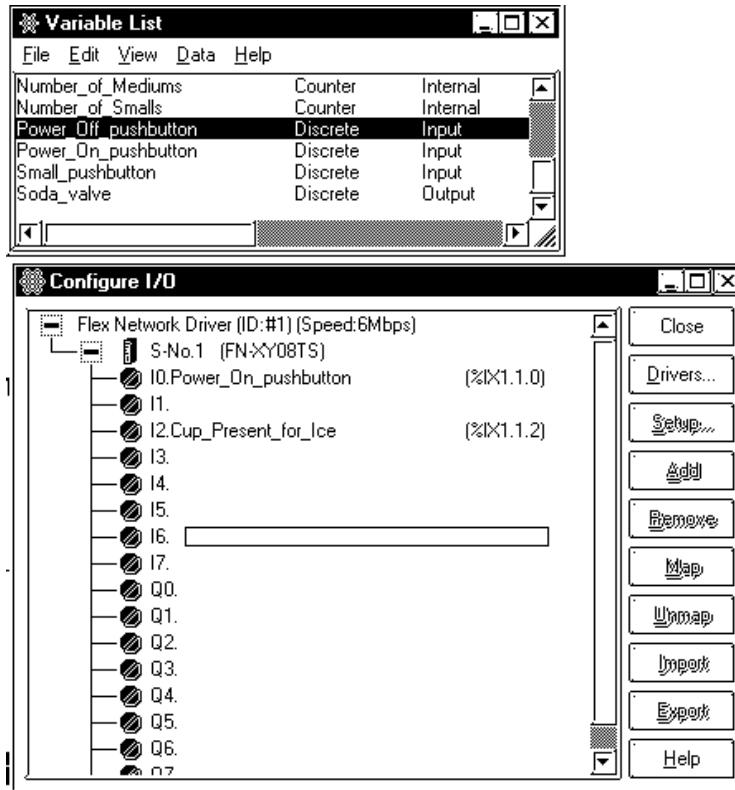 Variable List
File Edit View Data Help
Number_of_Mediums Counter Internal
Number_of_Smalls Counter Internal
Power_Off_pushbutton Discrete Input
Power_On_pushbutton Discrete Input
Small_pushbutton Discrete Input
Soda_valve Discrete Output
Configure I/O
Flex Network Driver (ID:#1) (Speed:6Mbps)
S-No.1 (FN-XY08TS)
I0.Power_On_pushbutton (%IX1.1.0)
I1.
I2.Cup_Present_for_Ice (%IX1.1.2)
I3.
I4.
I5.
I6.
I7.
Q0.
Q1.
Q2.
Q3.
Q4.
Q5.
Q6.
Q7
Close
Drivers...
Setup...
Add
Remove
Map
Unmap
Import
Export
Help